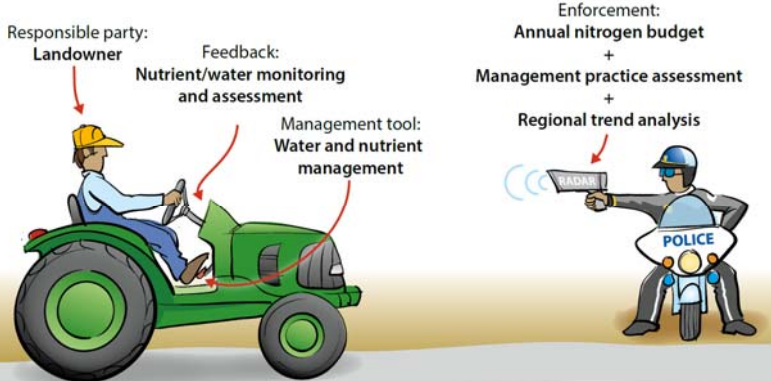 Responsible party:
Landowner
Feedback:
Nutrient/water monitoring
and assessment
Management tool:
Water and nutrient
management
Enforcement:
Annual nitrogen budget
+
Management practice assessment
+
Regional trend analysis
RADAR
POLICE